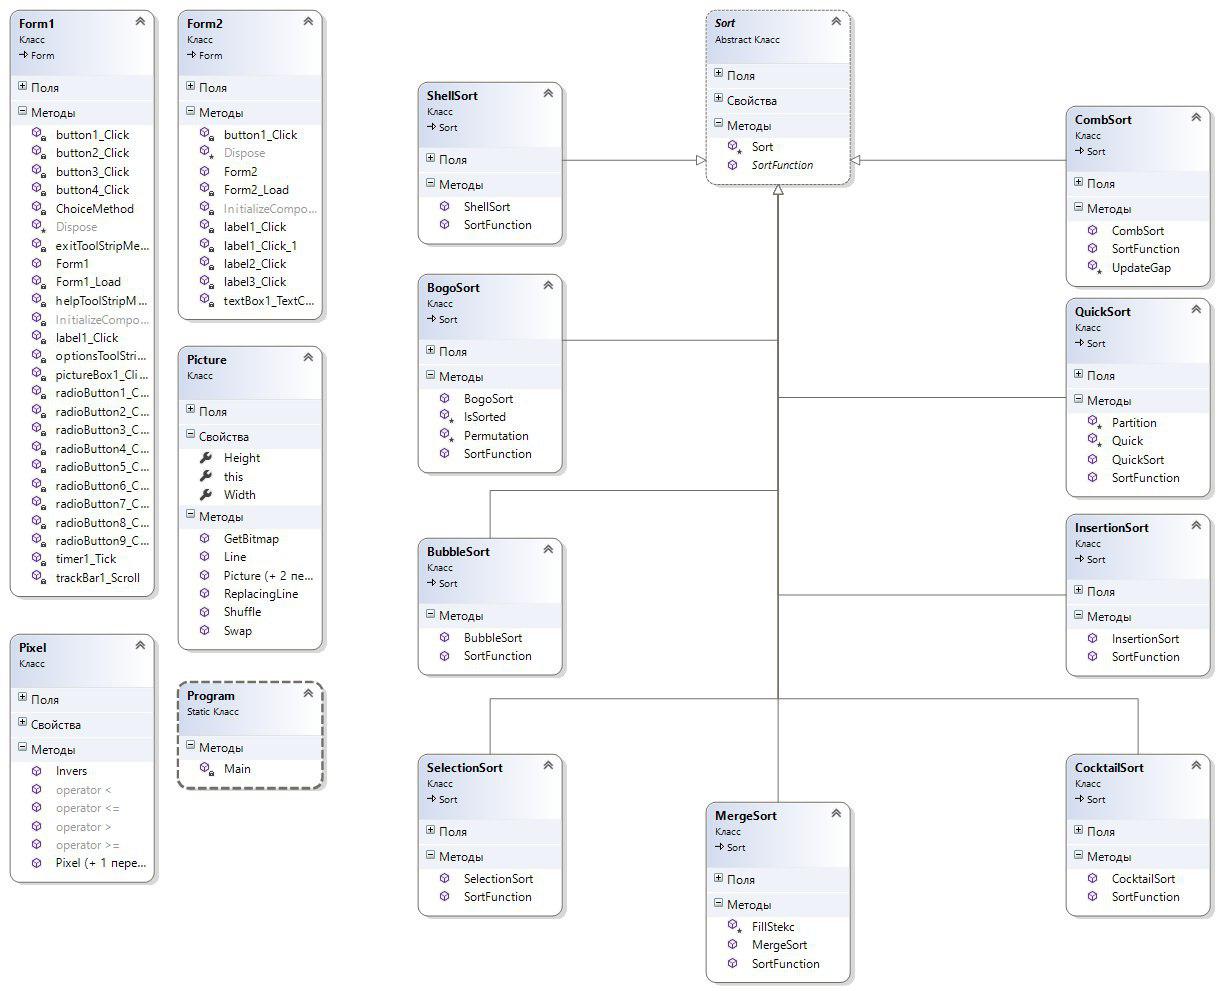 Form1
Класс
Form
Поля
Методы
button1_Click
button2_Click
button3_Click
button4_Click
ChoiceMethod
Dispose
exitToolStripMe...
Form1
Form1_Load
helpToolStripM...
InitializeCompo...
label1_Click
optionsToolStri...
pictureBox1_Cli...
radioButton1_C...
radioButton2_C...
radioButton3_C...
radioButton4_C...
radioButton5_C...
radioButton6_C...
radioButton7_C...
radioButton8_C...
radioButton9_C...
timer1_Tick
trackBar1_Scroll
Form2
Класс
Form
Поля
Методы
button1_Click
Dispose
Form2
Form2_Load
InitializeCompo...
label1_Click
label1_Click_1
label2_Click
label3_Click
textBox1_TextC...
Picture
Класс
Поля
Свойства
Height
this
Width
Методы
GetBitmap
Line
Picture (+ 2 пе...
ReplacingLine
Shuffle
Swap
Pixel
Класс
Поля
Свойства
Методы
Invers
operator <
operator <=
operator >
operator >=
Pixel (+ 1 пере...
Program
Static Класс
Методы
Main
Sort
Abstract Класс
Поля
Свойства
Методы
Sort
SortFunction
ShellSort
Класс
Sort
Поля
Методы
ShellSort
SortFunction
BogoSort
Класс
Sort
Поля
Методы
BogoSort
IsSorted
Permutation
SortFunction
BubbleSort
Класс
Sort
Методы
BubbleSort
SortFunction
SelectionSort
Класс
Sort
Поля
Методы
SelectionSort
SortFunction
MergeSort
Класс
Sort
Поля
Методы
FillStekc
MergeSort
SortFunction
CombSort
Класс
Sort
Поля
Методы
CombSort
SortFunction
UpdateGap
QuickSort
Класс
Sort
Поля
Методы
Partition
Quick
QuickSort
SortFunction
InsertionSort
Класс
Sort
Поля
Методы
InsertionSort
SortFunction
CocktailSort
Класс
Sort
Поля
Методы
CocktailSort
SortFunction